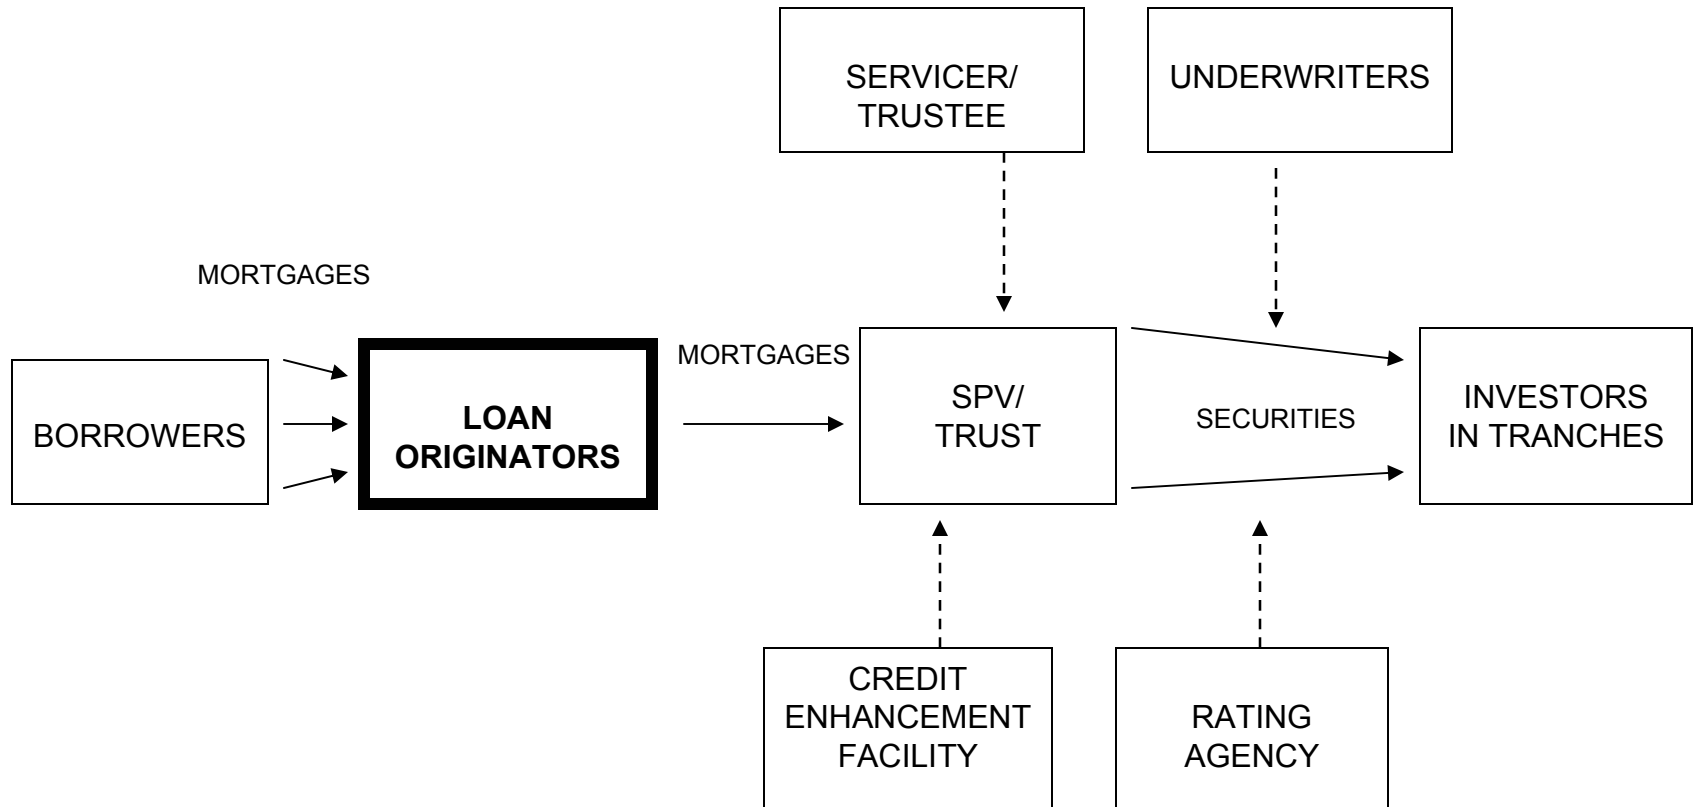 SERVICER/
TRUSTEE
UNDERWRITERS
MORTGAGES
BORROWERS
LOAN
ORIGINATORS
MORTGAGES
SPV/
TRUST
SECURITIES
INVESTORS
IN TRANCHES
CREDIT
ENHANCEMENT
FACILITY
RATING
AGENCY